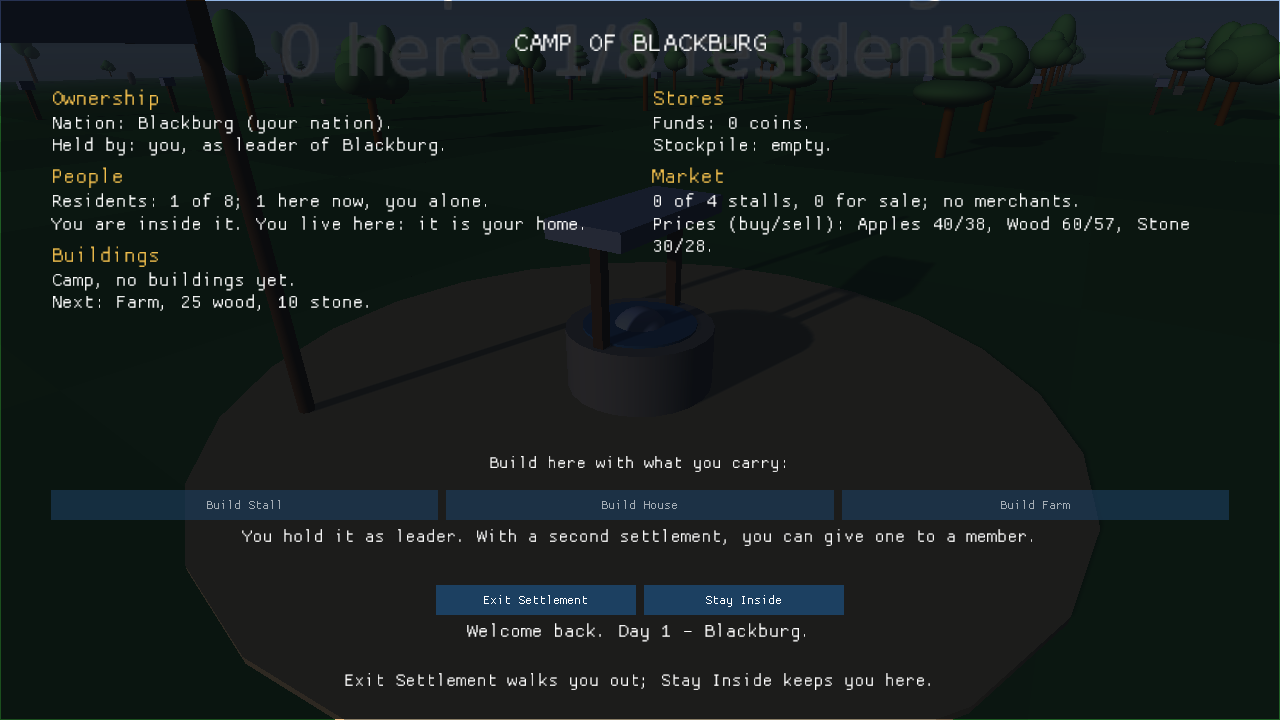 0 here, 1/8 residents
CAMP OF BLACKBURG
Ownership
Nation: Blackburg (your nation).
Held by: you, as leader of Blackburg.
People
Residents: 1 of 8; 1 here now, you alone.
You are inside it. You live here: it is your home.
Buildings
Camp, no buildings yet.
Next: Farm, 25 wood, 10 stone.
Stores
Funds: 0 coins.
Stockpile: empty.
Market
0 of 4 stalls, 0 for sale; no merchants.
Prices (buy/sell): Apples 40/38, Wood 60/57, Stone
30/28.
Build here with what you carry:
Build Stall
Build House
Build Farm
You hold it as leader. With a second settlement, you can give one to a member.
Exit Settlement
Stay Inside
Welcome back. Day 1 - Blackburg.
Exit Settlement walks you out; Stay Inside keeps you here.